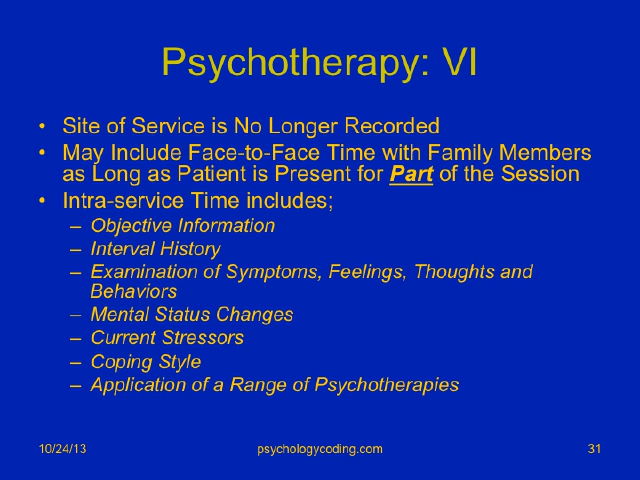 Psychotherapy: VI
• Site of Service is No Longer Recorded
• May Include Face-to-Face Time with Family Members
as Long as Patient is Present for Part of the Session
• Intra-service Time includes;
– Objective Information
– Interval History
– Examination of Symptoms, Feelings, Thoughts and
Behaviors
– Mental Status Changes
– Current Stressors
– Coping Style
– Application of a Range of Psychotherapies
10/24/13 psychologycoding.com 31